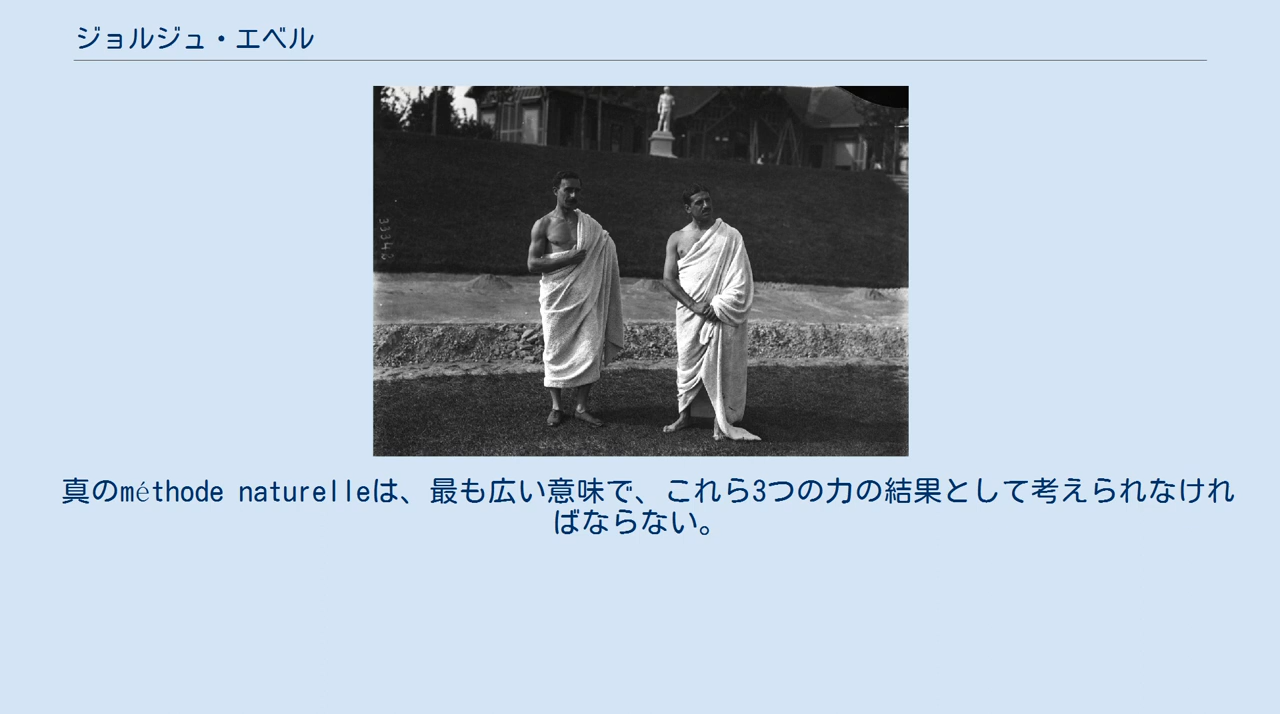 ジョルジュ・エベル
真のméthode naturelleは、最も広い意味で、これら3つの力の結果として考えられなけれ
ばならない。